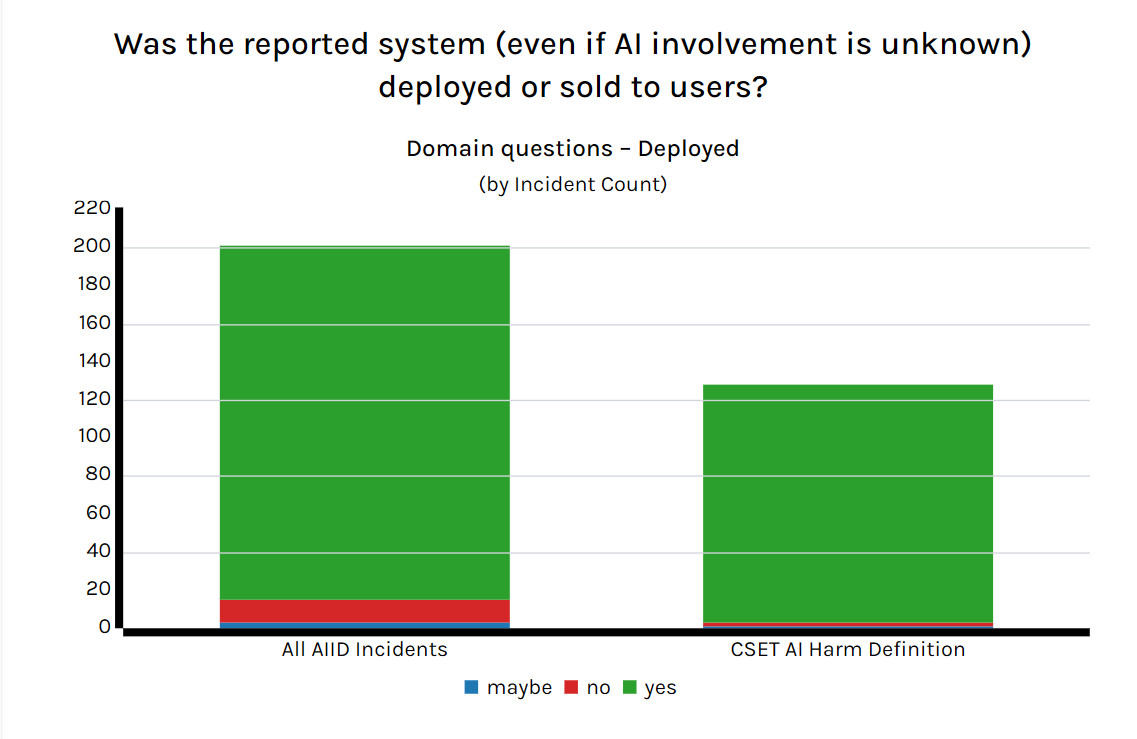 Was the reported system (even if AI involvement is unknown)
deployed or sold to users?
Domain questions – Deployed
(by Incident Count)
220
200
180
160
140
120
100
80
60
40
20
0
All AIID Incidents
CSET AI Harm Definition
maybe
no
yes